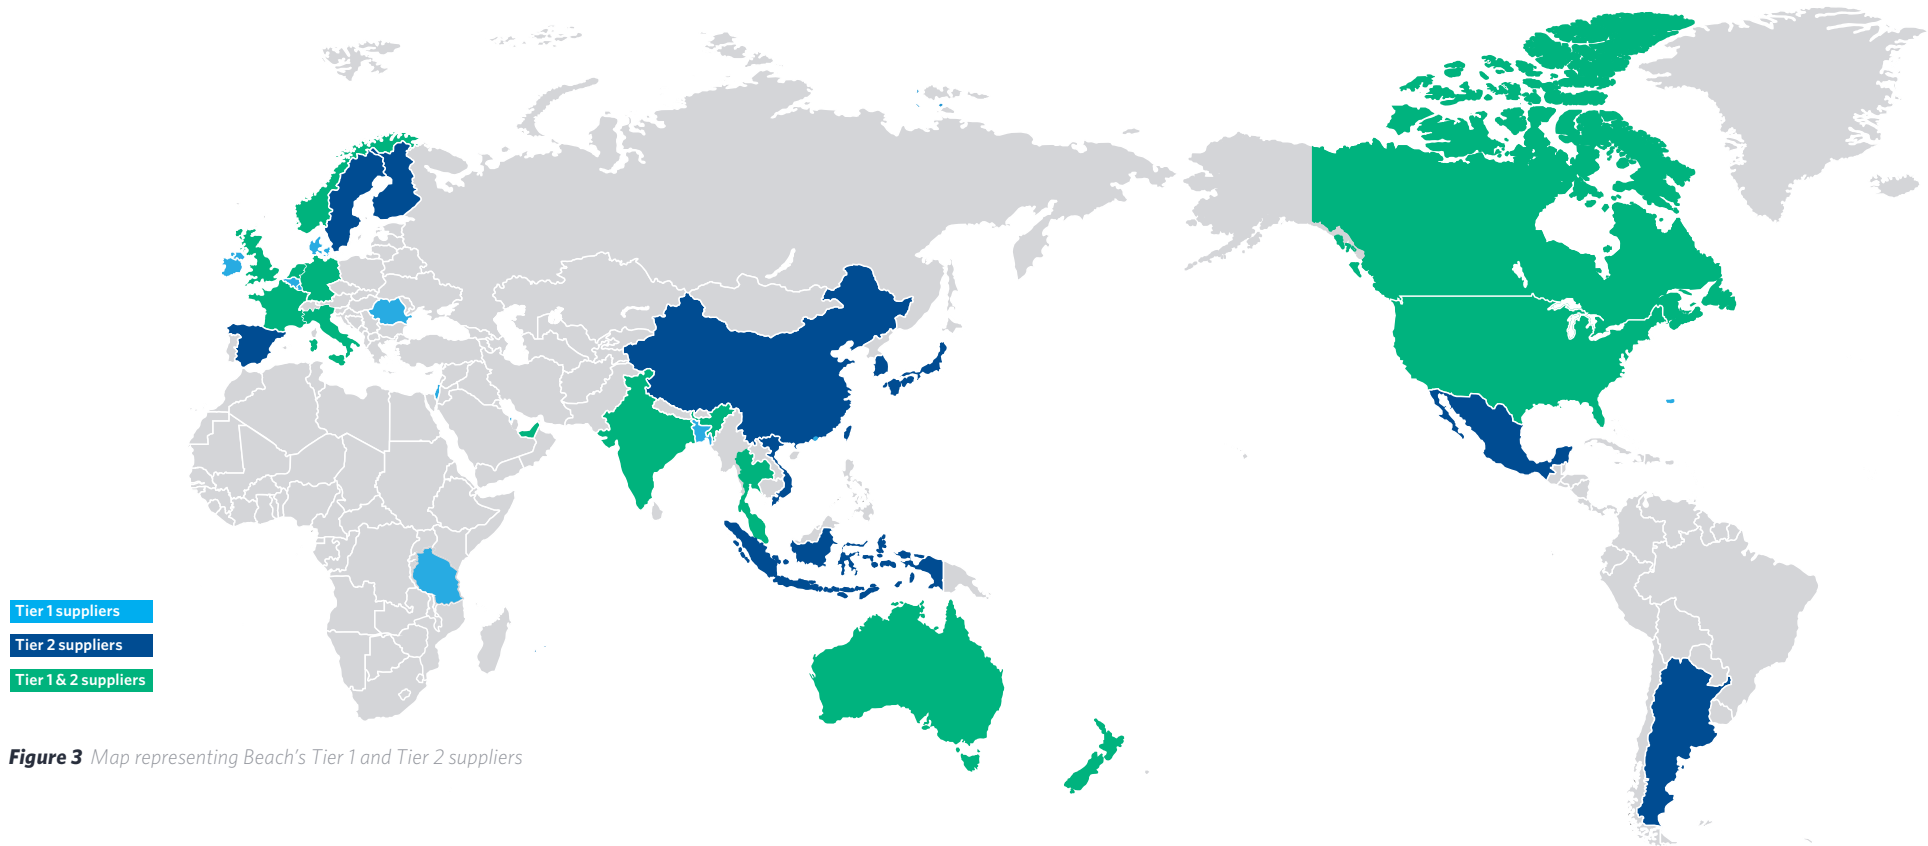 Tier 1 suppliers
Tier 2 suppliers
Tier 1 & 2 suppliers
Figure 3 Map representing Beach's Tier 1 and Tier 2 suppliers